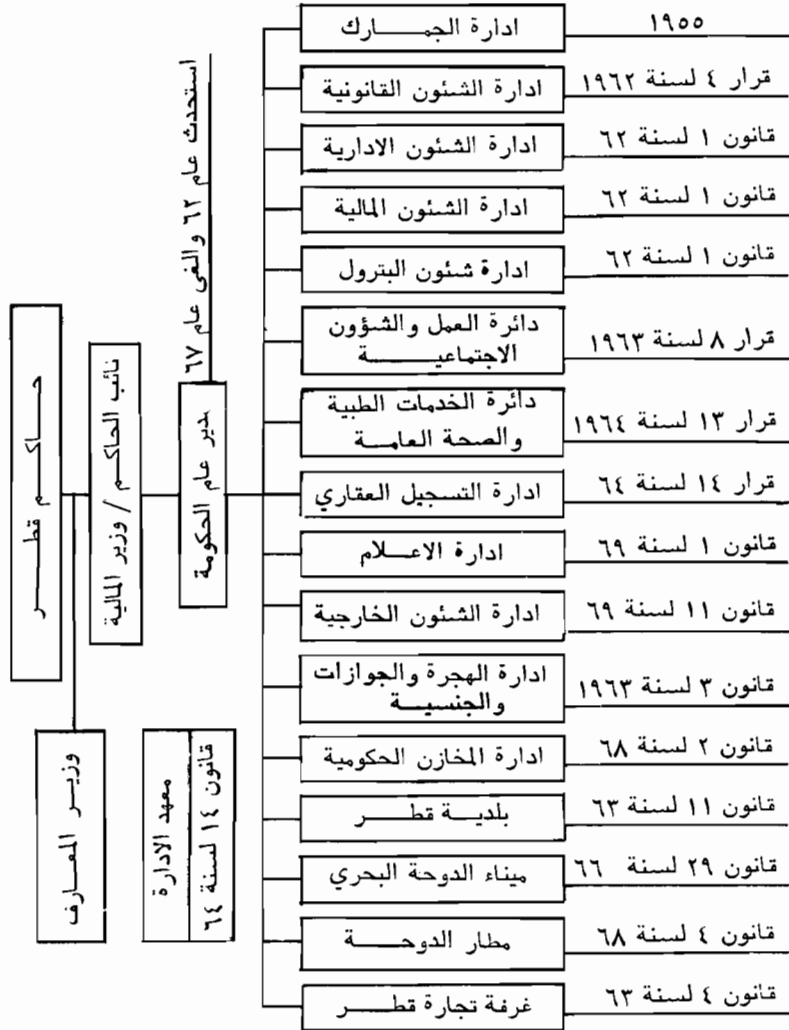 حاكم قطر
نائب الحاكم / وزير المالية
مدير عام الحكومة
استحدث عام ٦٢ والغى عام ٦٧
وزير المعارف
معهد الادارة
قانون ١٤ لسنة ٦٤
ادارة الجمارك
١٩٥٥
ادارة الشئون القانونية
قرار ٤ لسنة ١٩٦٢
ادارة الشئون الادارية
قانون ١ لسنة ٦٢
ادارة الشئون المالية
قانون ١ لسنة ٦٢
ادارة شئون البترول
قانون ١ لسنة ٦٢
دائرة العمل والشؤون
الاجتماعية
قرار ٨ لسنة ١٩٦٣
دائرة الخدمات الطبية
والصحة العامة
قرار ١٣ لسنة ١٩٦٤
ادارة التسجيل العقاري
قرار ١٤ لسنة ٦٤
ادارة الاعلام
قانون ١ لسنة ٦٩
ادارة الشئون الخارجية
قانون ١١ لسنة ٦٩
ادارة الهجرة والجوازات
والجنسية
قانون ٣ لسنة ١٩٦٣
ادارة المخازن الحكومية
قانون ٢ لسنة ٦٨
بلدية قطر
قانون ١١ لسنة ٦٣
ميناء الدوحة البحري
قانون ٢٩ لسنة ٦٦
مطار الدوحة
قانون ٤ لسنة ٦٨
غرفة تجارة قطر
قانون ٤ لسنة ٦٣